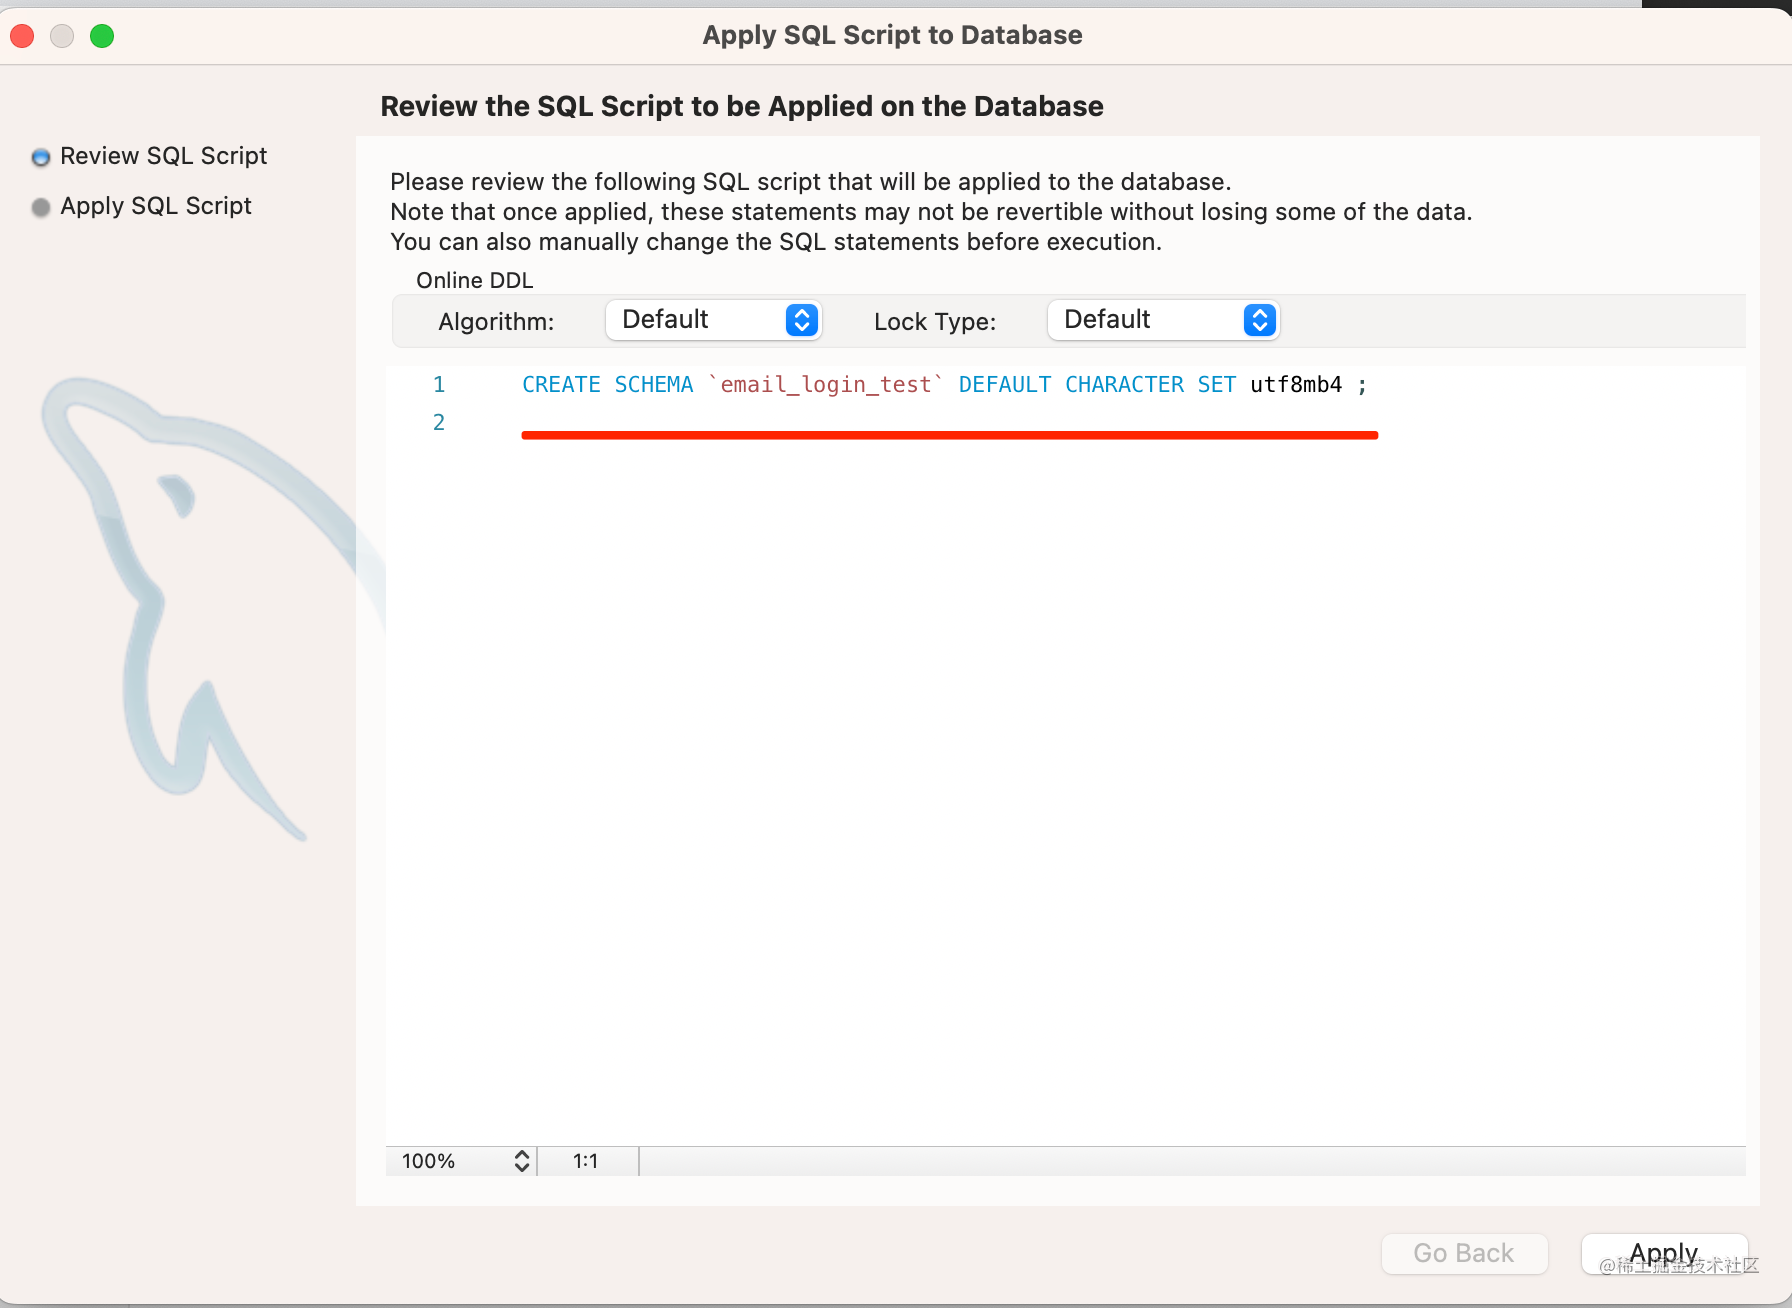 Apply SQL Script to Database
Review the SQL Script to be Applied on the Database
Review SQL Script
Apply SQL Script
Please review the following SQL script that will be applied to the database.
Note that once applied, these statements may not be revertible without losing some of the data.
You can also manually change the SQL statements before execution.
Online DDL
Algorithm: Default Lock Type: Default
1 CREATE SCHEMA `email_login_test` DEFAULT CHARACTER SET utf8mb4 ;
2
100% 1:1
Go Back Apply
@稀土掘金技术社区